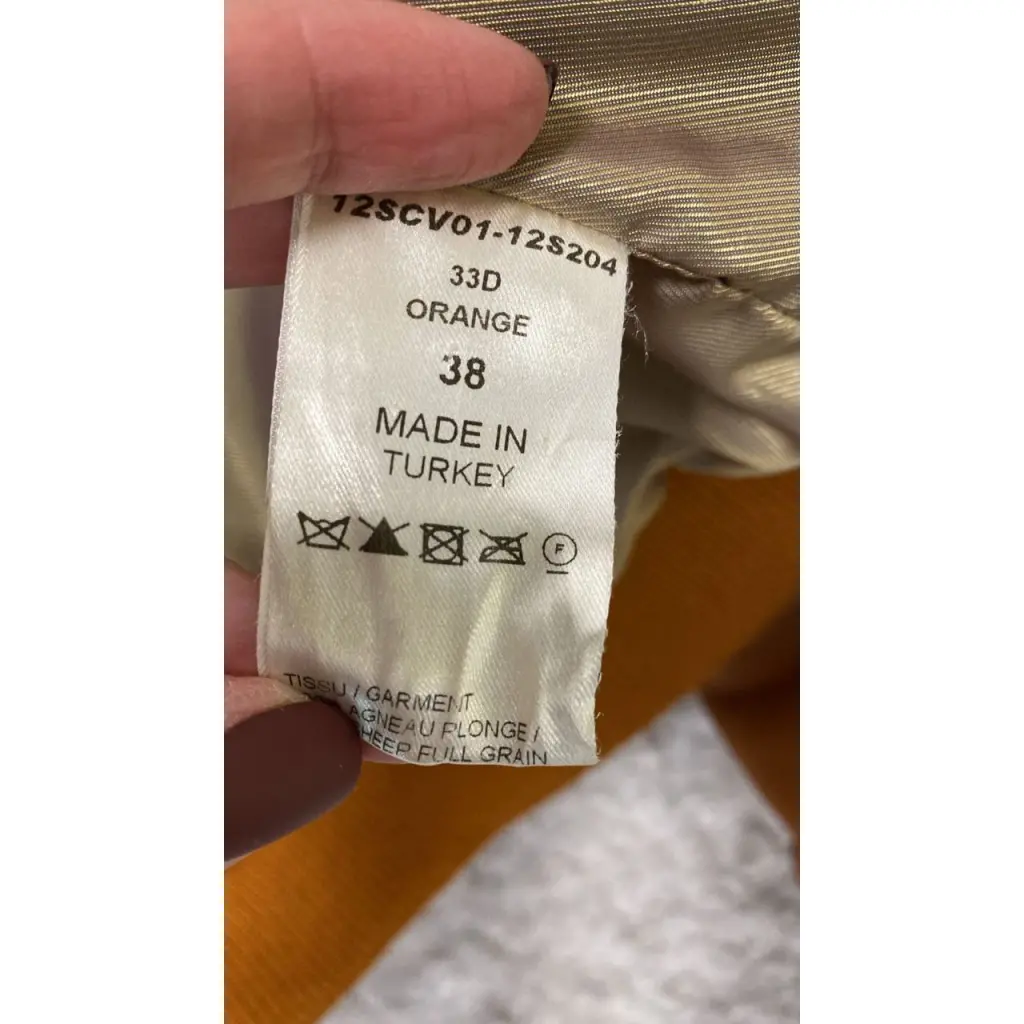 12SCV01-12S204
33D
ORANGE
38
MADE IN
TURKEY
F
TISSU / GARMENT
AGNEAU PLONGE /
SHEEP FULL GRAIN